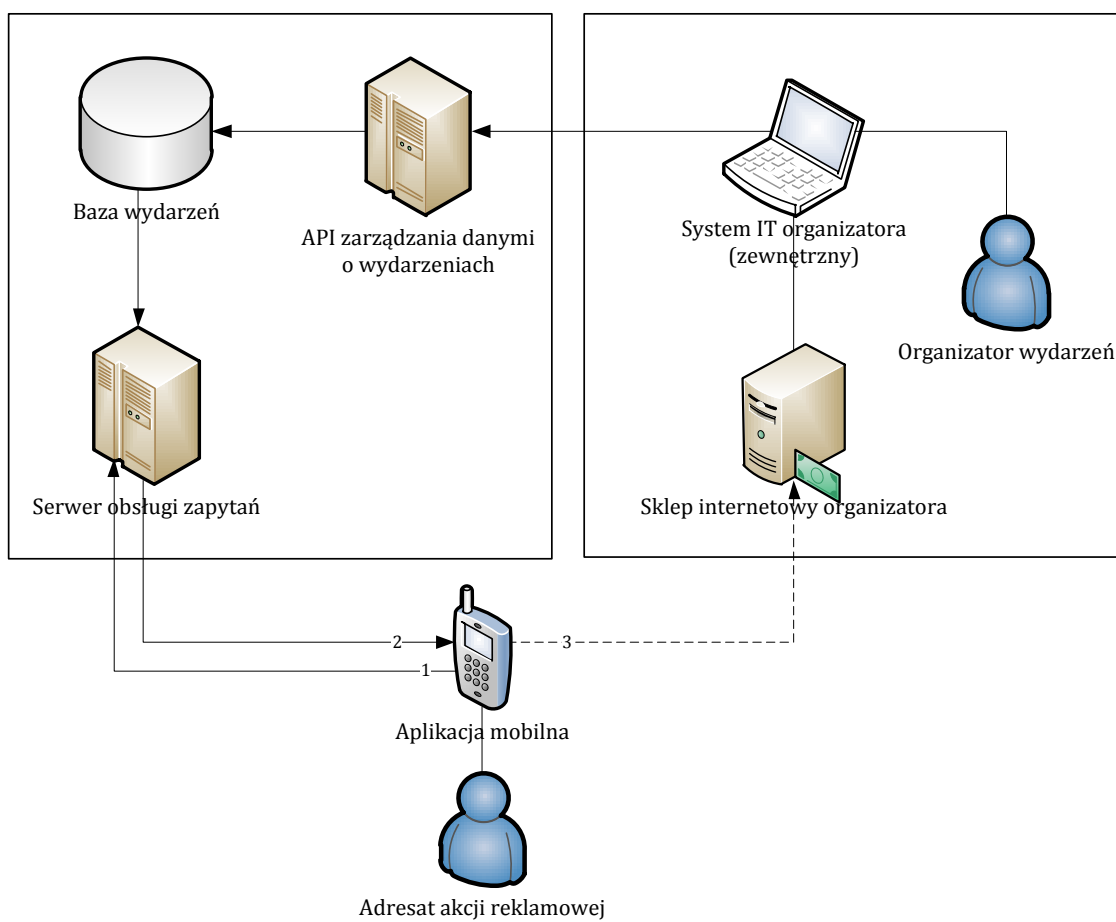 Baza wydarzeń
API zarządzania danymi
o wydarzeniach
System IT organizatora
(zewnętrzny)
Organizator wydarzeń
Serwer obsługi zapytań
Sklep internetowy organizatora
2
3
1
Aplikacja mobilna
Adresat akcji reklamowej